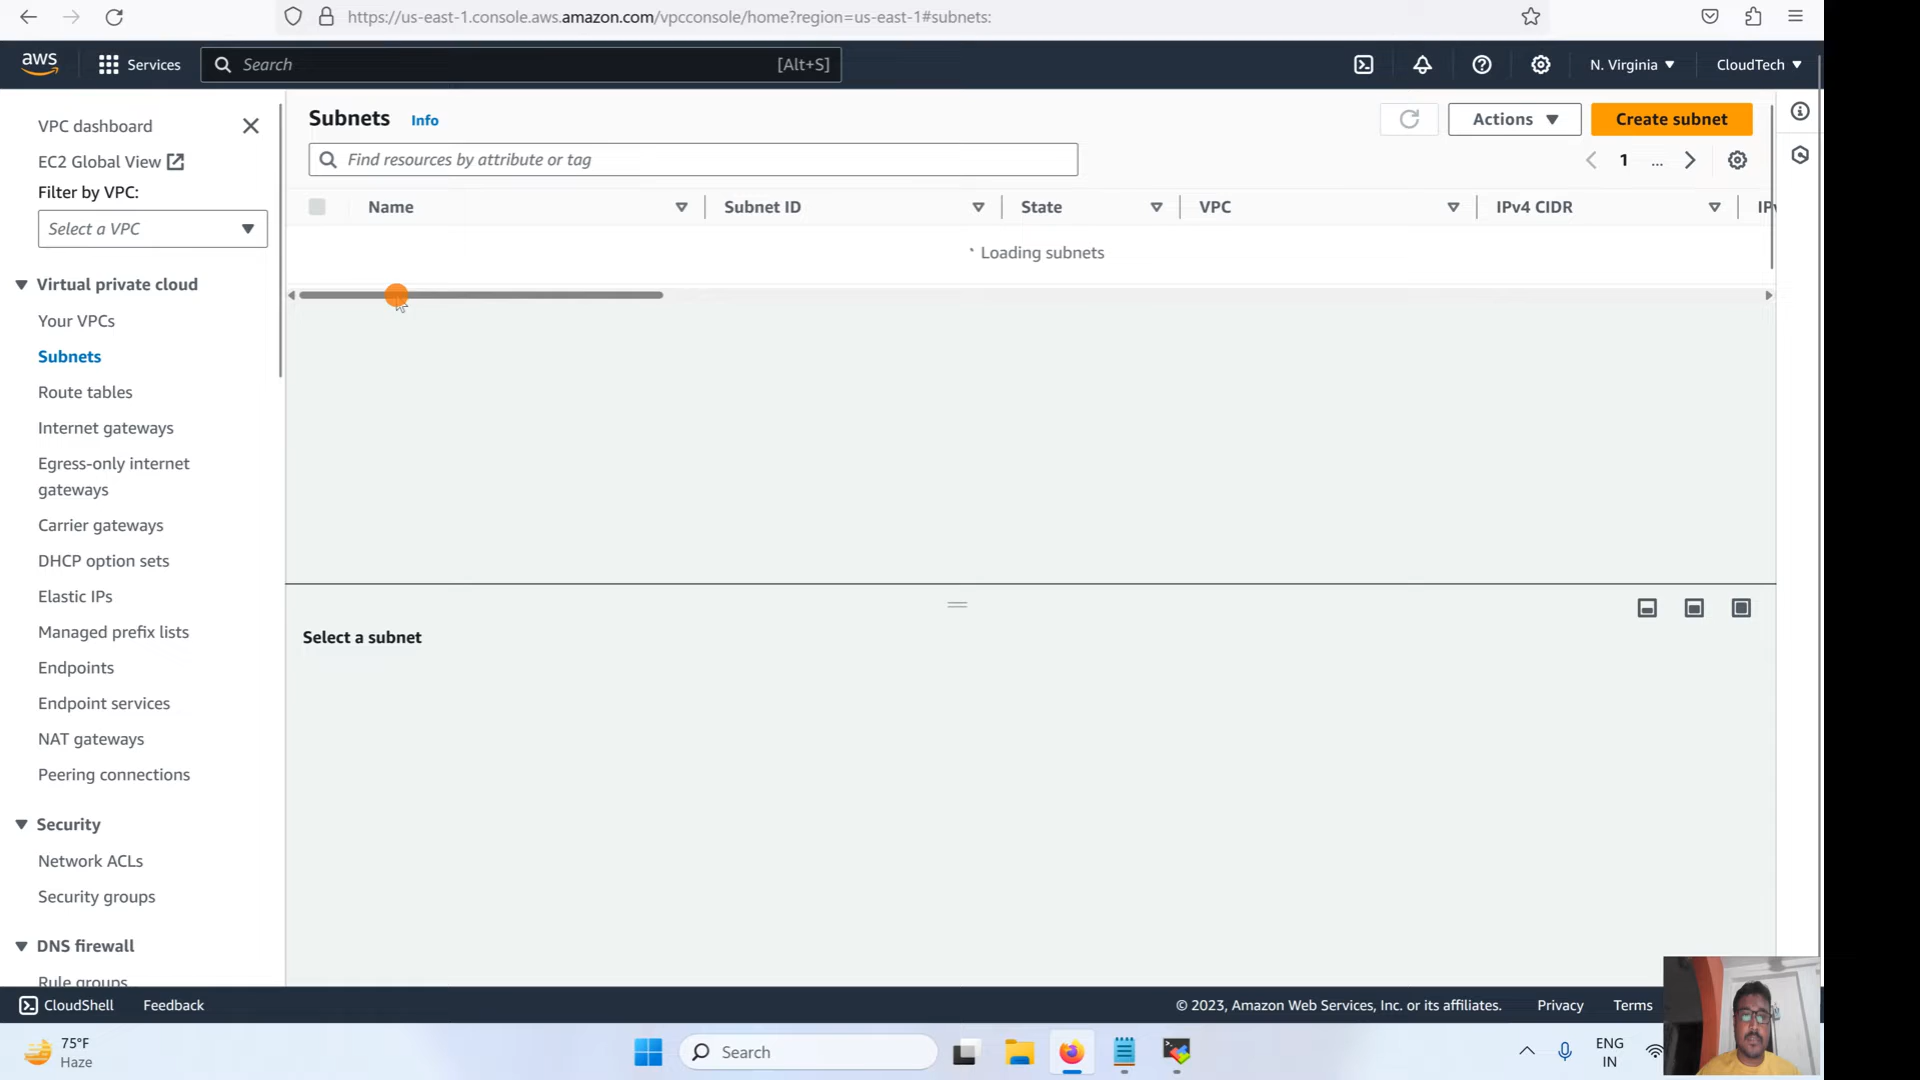 https://us-east-1.console.aws.amazon.com/vpcconsole/home?region=us-east-1#subnets:
aws
Services
Search
[Alt+S]
N. Virginia
CloudTech
VPC dashboard
EC2 Global View
Filter by VPC:
Select a VPC
Virtual private cloud
Your VPCs
Subnets
Route tables
Internet gateways
Egress-only internet
gateways
Carrier gateways
DHCP option sets
Elastic IPs
Managed prefix lists
Endpoints
Endpoint services
NAT gateways
Peering connections
Security
Network ACLs
Security groups
DNS firewall
Rule groups
Subnets Info
Actions
Create subnet
Find resources by attribute or tag
1 ...
Name
Subnet ID
State
VPC
IPv4 CIDR
Loading subnets
Select a subnet
CloudShell
Feedback
© 2023, Amazon Web Services, Inc. or its affiliates.
Privacy
Terms
75°F
Haze
Search
ENG
IN